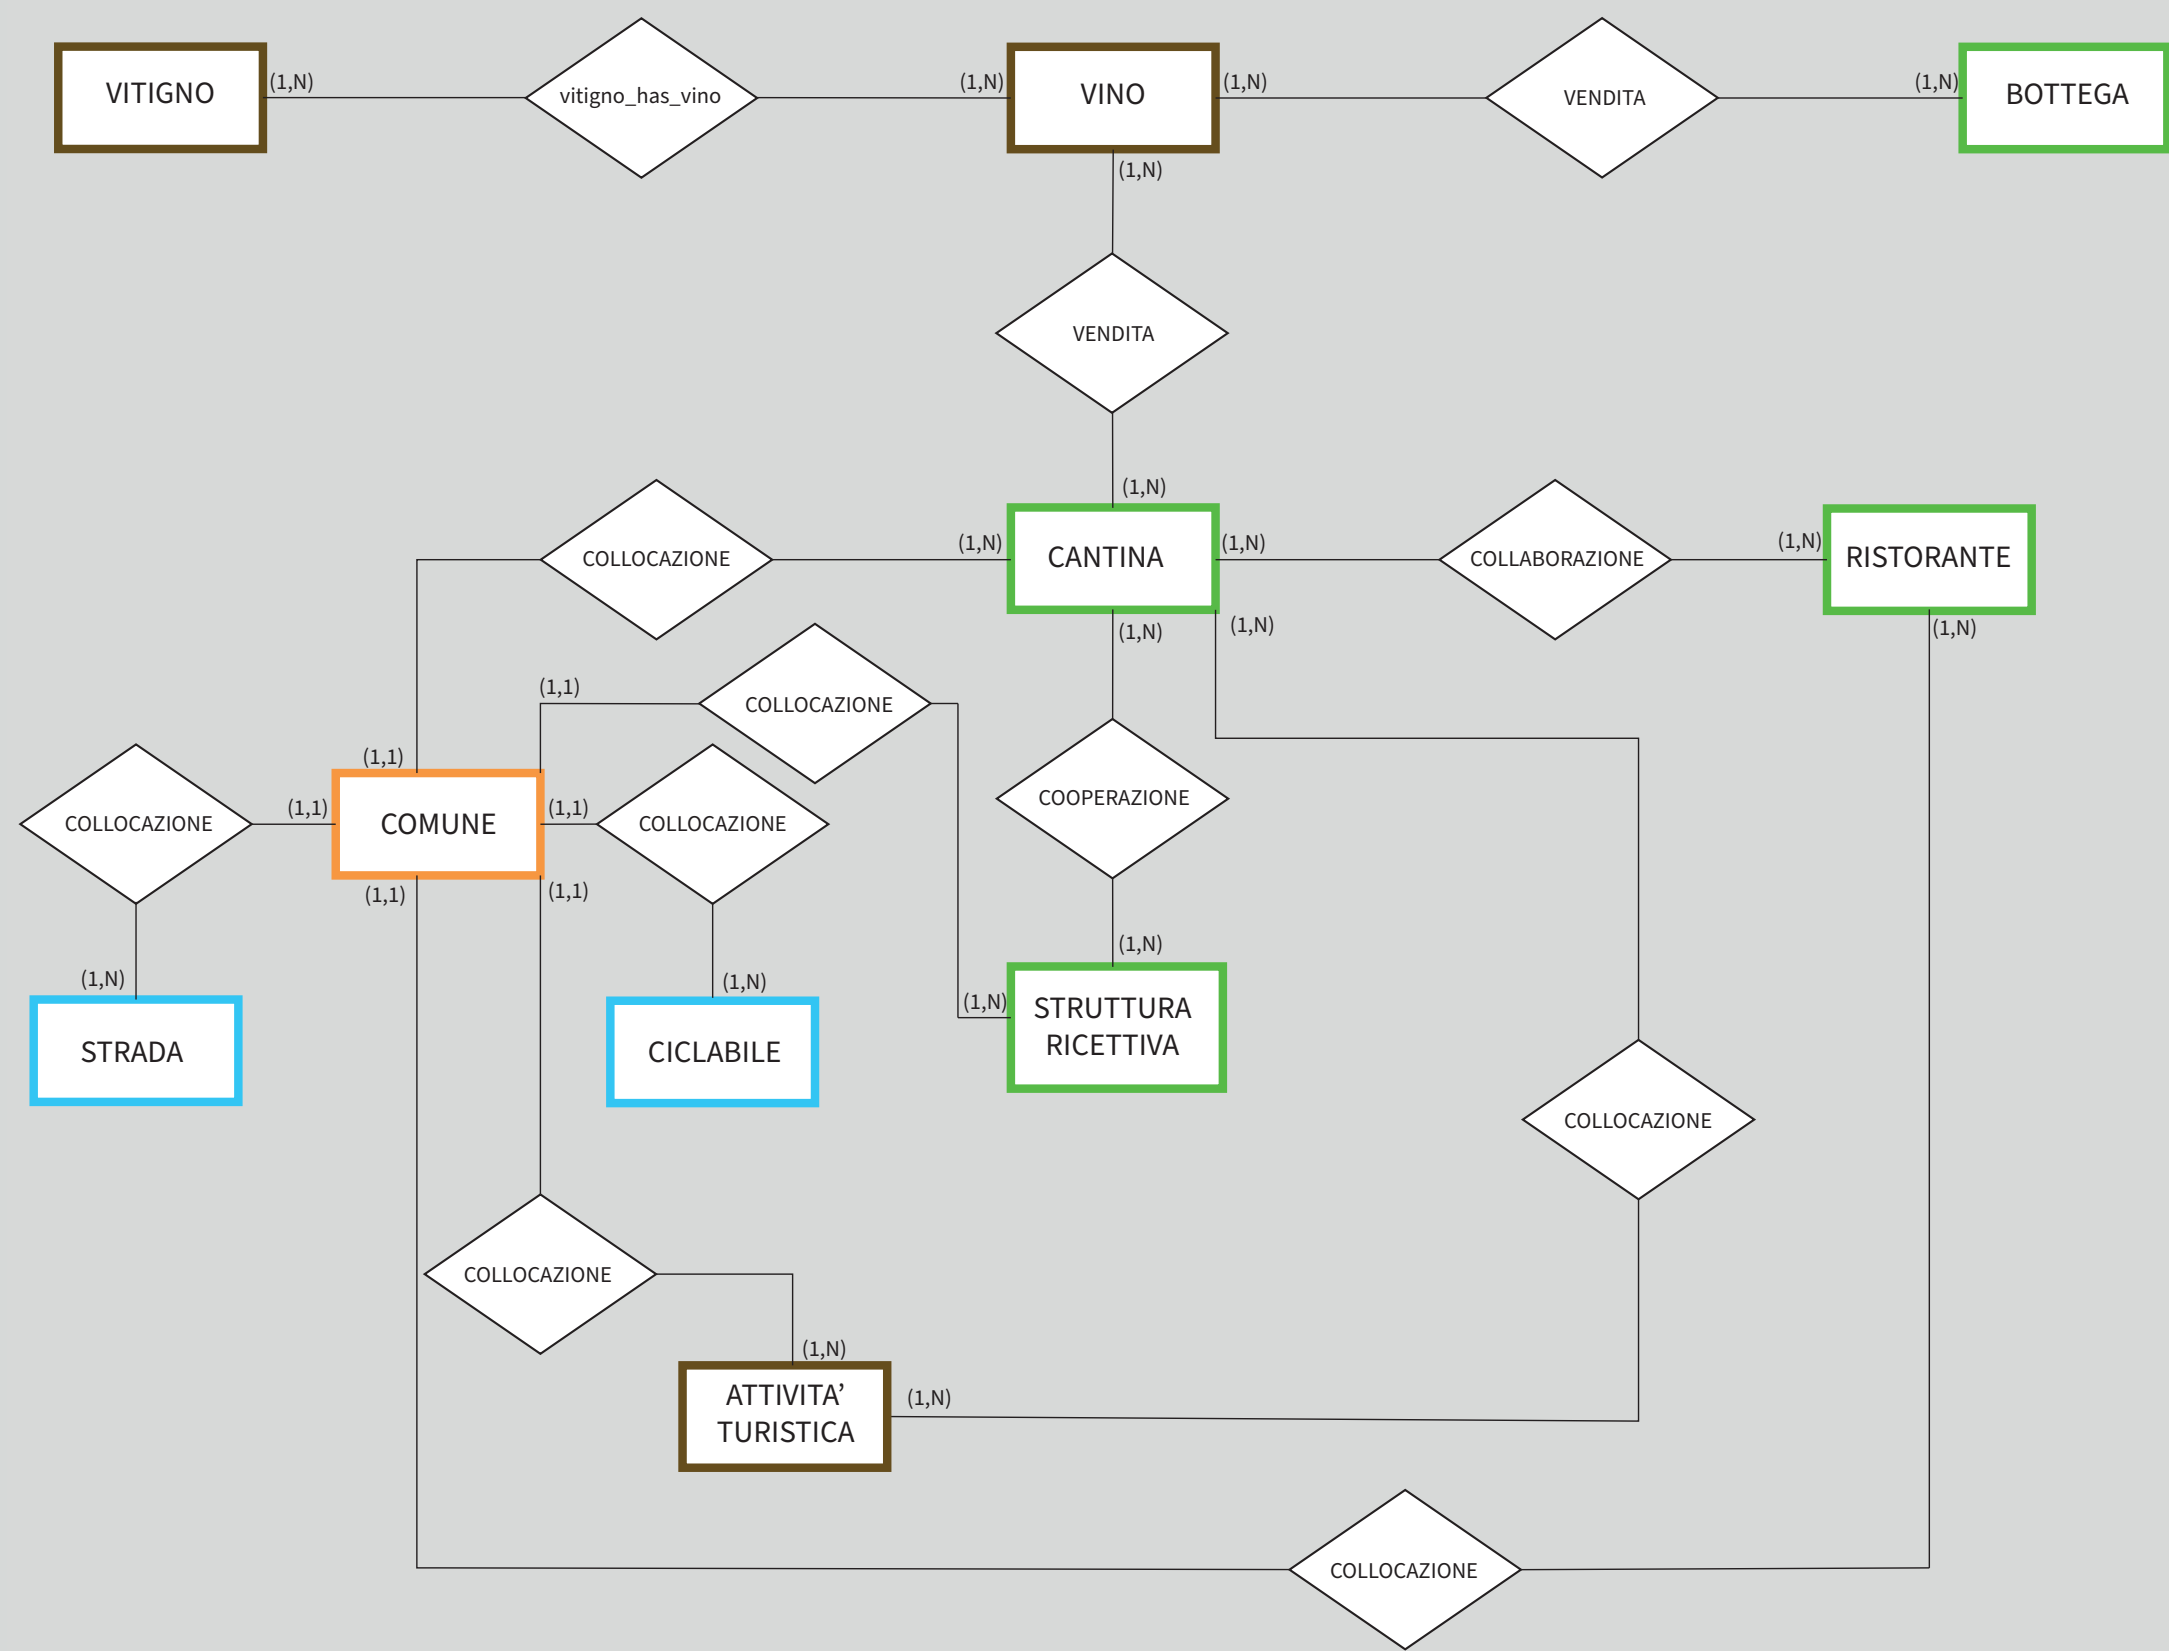 VITIGNO
(1,N)
vitigno_has_vino
(1,N)
VINO
(1,N)
VENDITA
(1,N)
BOTTEGA
(1,N)
VENDITA
(1,N)
COLLOCAZIONE
(1,N)
CANTINA
(1,N)
COLLABORAZIONE
(1,N)
RISTORANTE
(1,N)
(1,N)
(1,N)
(1,1)
COLLOCAZIONE
(1,1)
COLLOCAZIONE
(1,1)
COMUNE
(1,1)
COLLOCAZIONE
COOPERAZIONE
(1,1)
(1,1)
(1,N)
(1,N)
(1,N)
(1,N)
STRADA
CICLABILE
STRUTTURA
RICETTIVA
COLLOCAZIONE
COLLOCAZIONE
(1,N)
ATTIVITA’
TURISTICA
(1,N)
COLLOCAZIONE